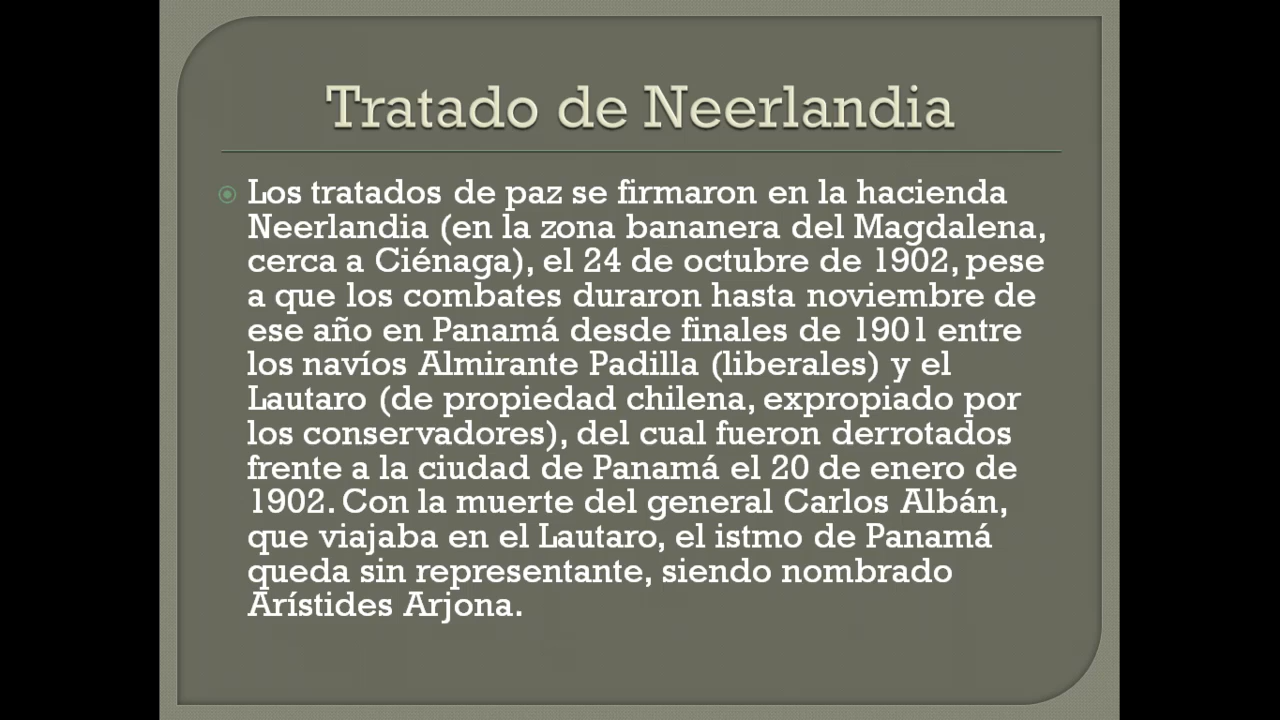 Tratado de Neerlandia
Los tratados de paz se firmaron en la hacienda
Neerlandia (en la zona bananera del Magdalena,
cerca a Ciénaga), el 24 de octubre de 1902, pese
a que los combates duraron hasta noviembre de
ese año en Panamá desde finales de 1901 entre
los navíos Almirante Padilla (liberales) y el
Lautaro (de propiedad chilena, expropiado por
los conservadores), del cual fueron derrotados
frente a la ciudad de Panamá el 20 de enero de
1902. Con la muerte del general Carlos Albán,
que viajaba en el Lautaro, el istmo de Panamá
queda sin representante, siendo nombrado
Arístides Arjona.